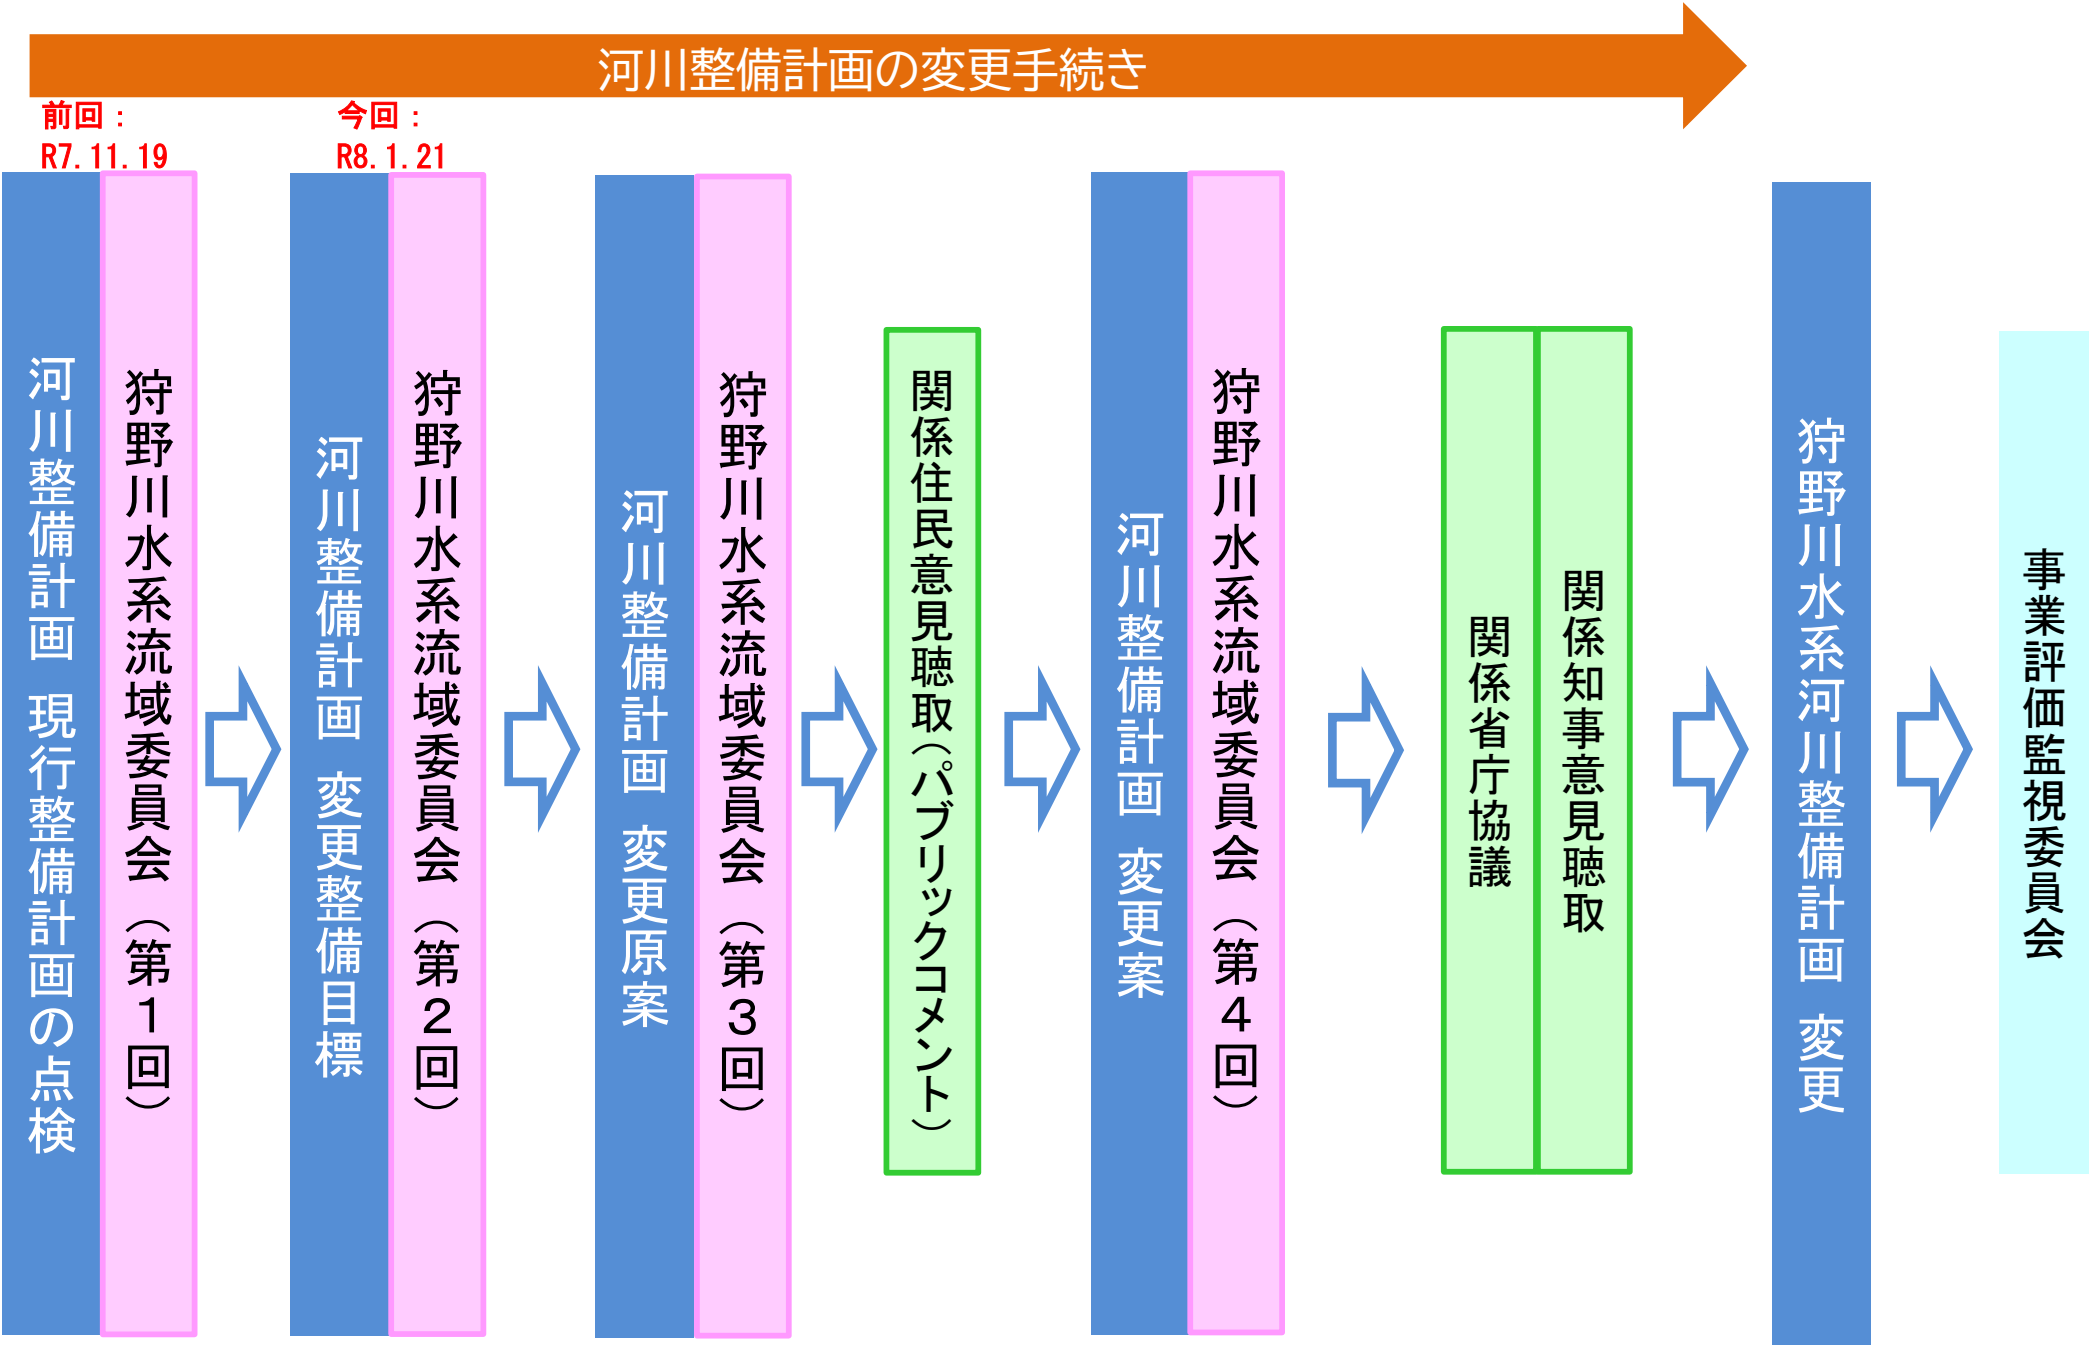 河川整備計画の変更手続き
前回：
R7.11.19
今回：
R8.1.21
河川整備計画 現行整備計画の点検
狩野川水系流域委員会（第１回）
河川整備計画 変更整備目標
狩野川水系流域委員会（第２回）
河川整備計画 変更原案
狩野川水系流域委員会（第３回）
関係住民意見聴取（パブリックコメント）
河川整備計画 変更案
狩野川水系流域委員会（第４回）
関係省庁協議
関係知事意見聴取
狩野川水系河川整備計画 変更
事業評価監視委員会